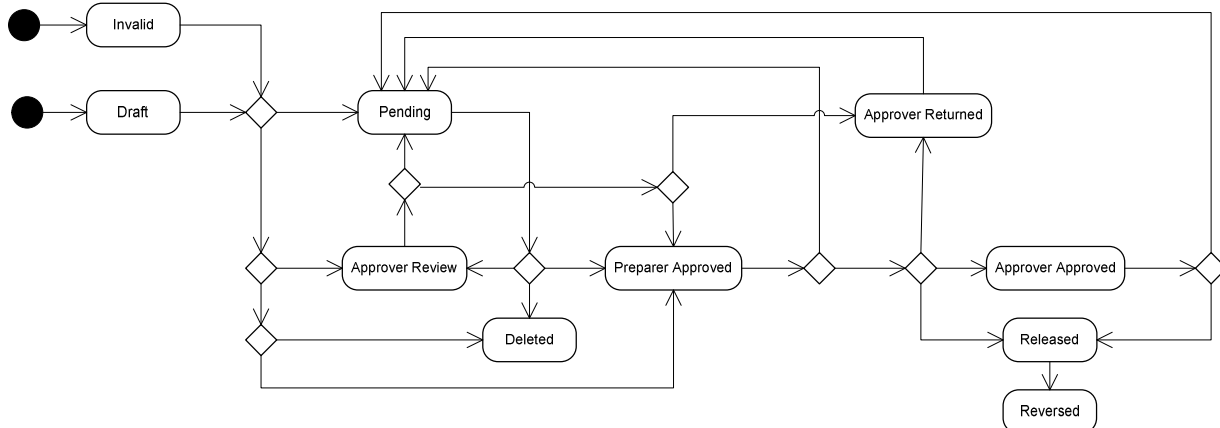 Invalid
Draft
Pending
Approver Returned
Approver Review
Preparer Approved
Approver Approved
Deleted
Released
Reversed